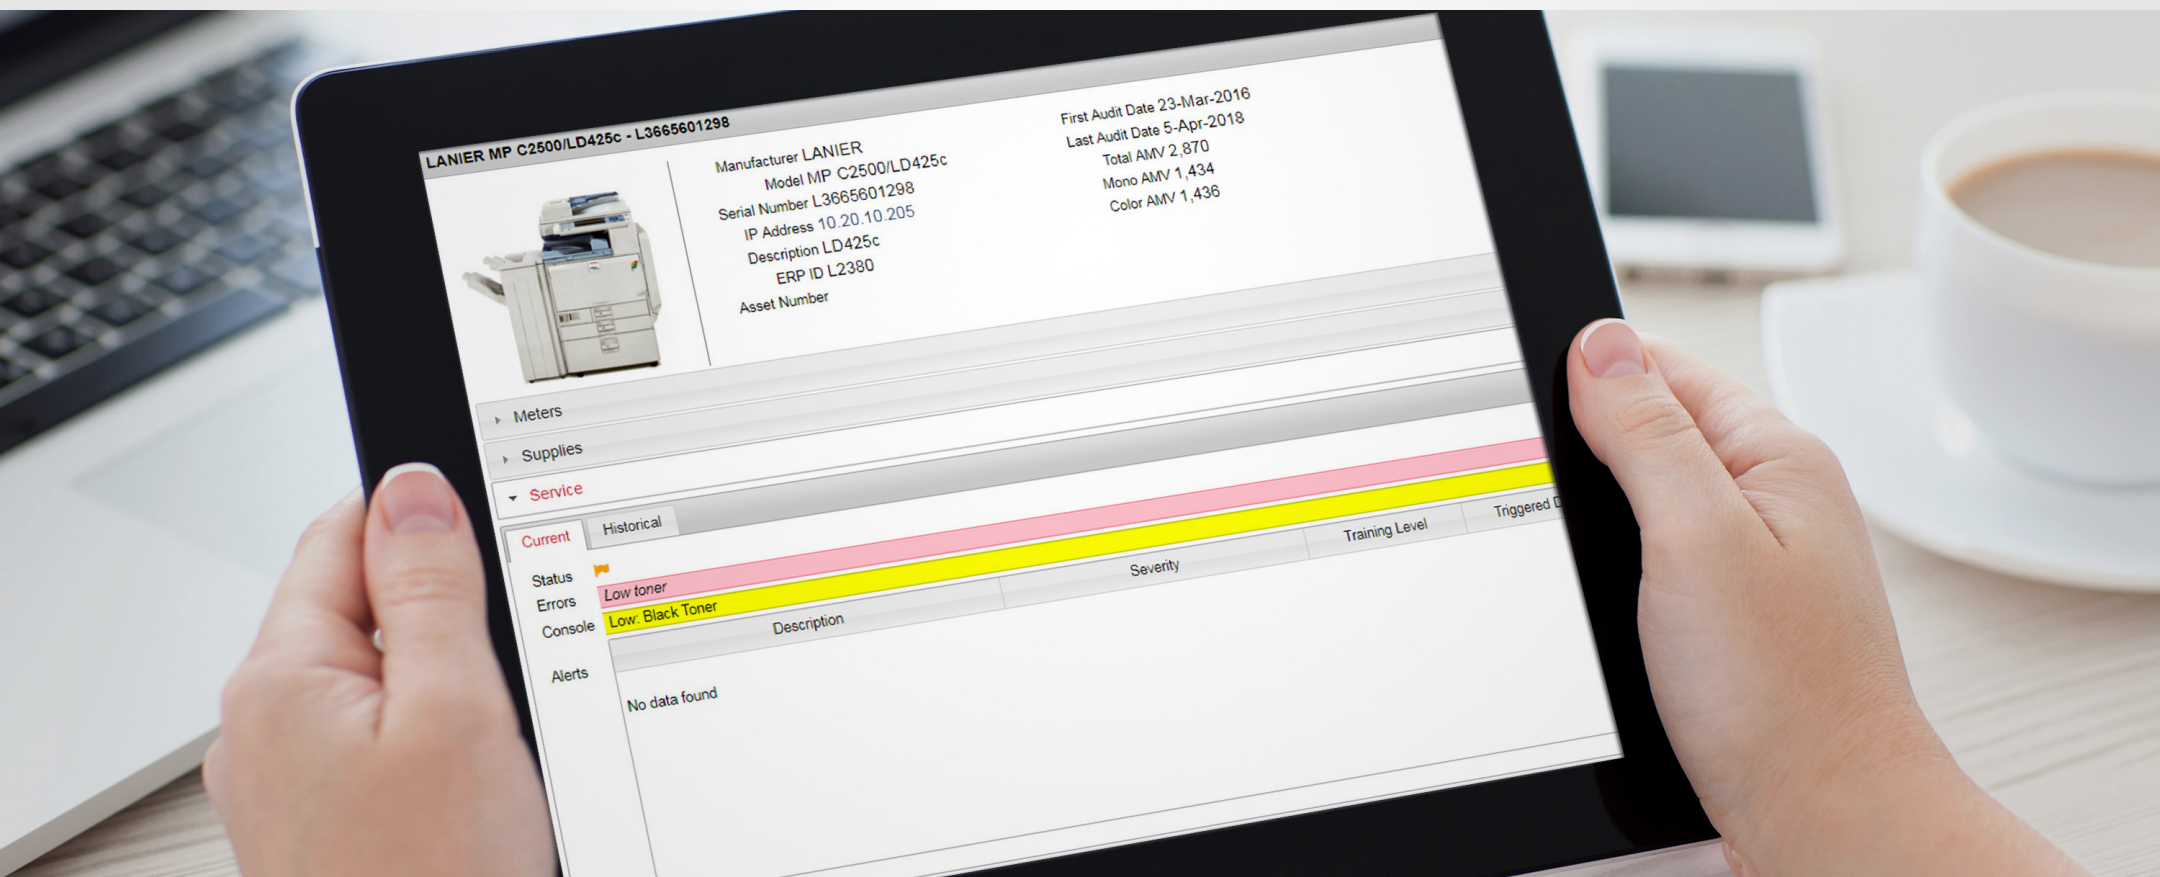 LANIER MP C2500/LD425c - L3665601298
Manufacturer LANIER
Model MP C2500/LD425c
Serial Number L3665601298
IP Address 10.20.10.205
Description LD425c
ERP ID L2380
Asset Number
First Audit Date 23-Mar-2016
Last Audit Date 5-Apr-2018
Total AMV 2,870
Mono AMV 1,434
Color AMV 1,436
Meters
Supplies
Service
Current Historical
Status
Errors Low toner
Console Low: Black Toner
Alerts Description Severity Training Level Triggered D
No data found